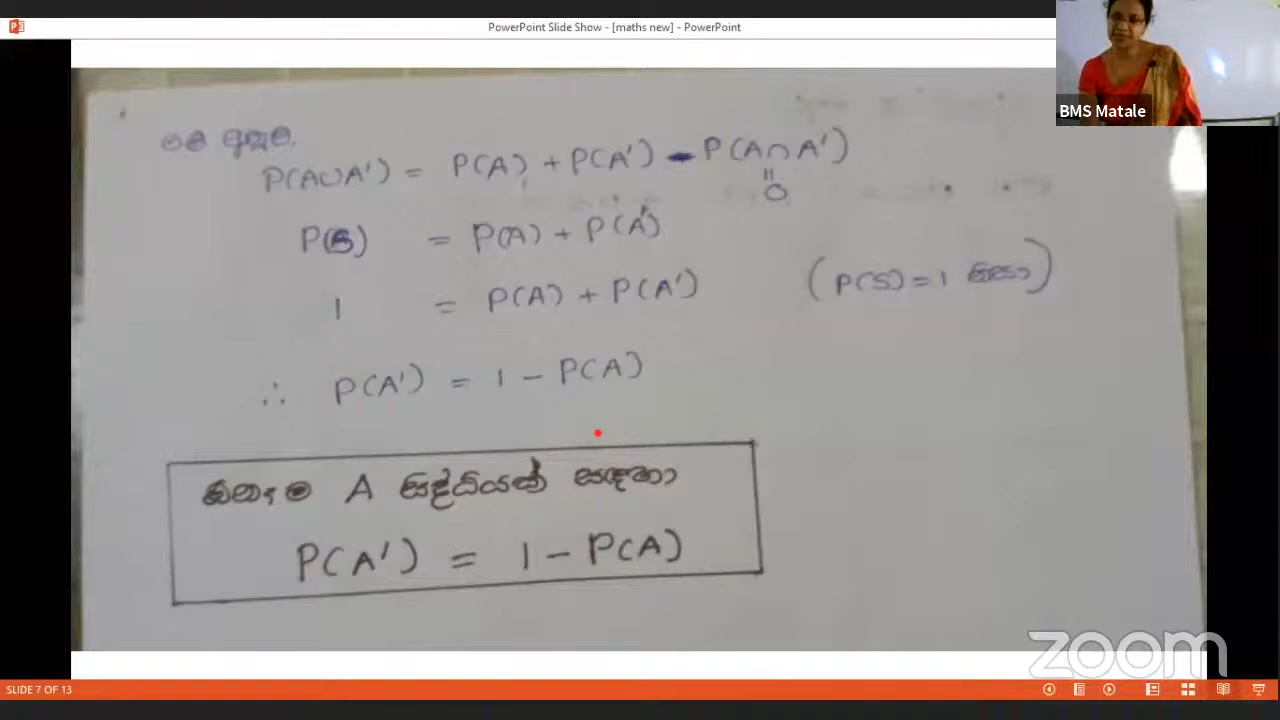 PowerPoint Slide Show - [maths new] - PowerPoint
BMS Matale
මේ අනුව,
P(A∪A') = P(A) + P(A') - P(A∩A')
=
0
P(S) = P(A) + P(A')
1 = P(A) + P(A') (P(S) = 1 නිසා)
∴ P(A') = 1 - P(A)
ඕනෑම A සිද්ධියක් සඳහා
P(A') = 1 - P(A)
zoom
SLIDE 7 OF 13